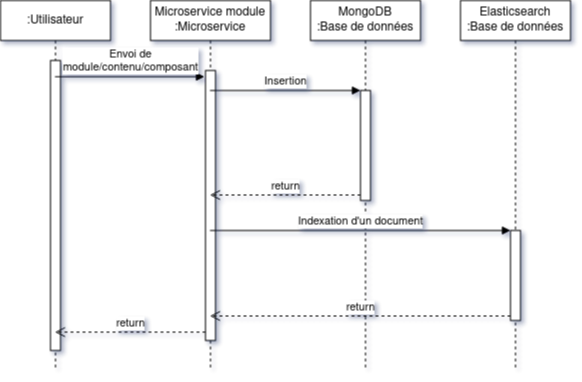 :Utilisateur
Microservice module
:Microservice
MongoDB
:Base de données
Elasticsearch
:Base de données
Envoi de
module/contenu/composant
Insertion
return
Indexation d'un document
return
return